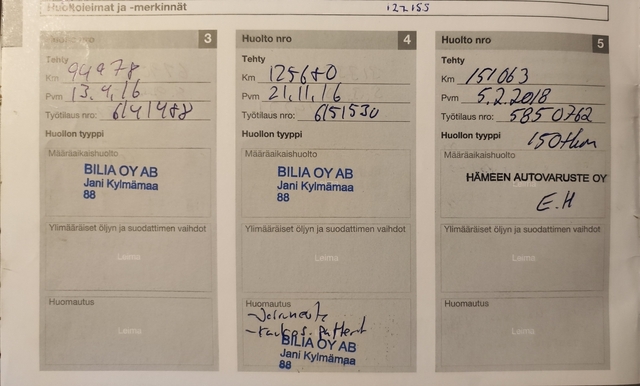 Huoltoleimat ja -merkinnät
122155
Huolto nro 3
Tehty
Km 94978
Pvm 13.4.16
Työtilaus nro: 6141488
Huollon tyyppi
Määräaikaishuolto
BILIA OY AB
Jani Kylmämaa
88
Ylimääräiset öljyn ja suodattimen vaihdot
Leima
Huomautus
Leima
Huolto nro 4
Tehty
Km 125680
Pvm 21.11.16
Työtilaus nro: 6151530
Huollon tyyppi
Määräaikaishuolto
BILIA OY AB
Jani Kylmämaa
88
Ylimääräiset öljyn ja suodattimen vaihdot
Leima
Huomautus
-Jarruneste
BILIA OY AB
Jani Kylmämaa
88
Huolto nro 5
Tehty
Km 151063
Pvm 5.2.2018
Työtilaus nro: 5850762
Huollon tyyppi 150tkm
Määräaikaishuolto
HÄMEEN AUTOVARUSTE OY
E.H
Ylimääräiset öljyn ja suodattimen vaihdot
Leima
Huomautus
Leima